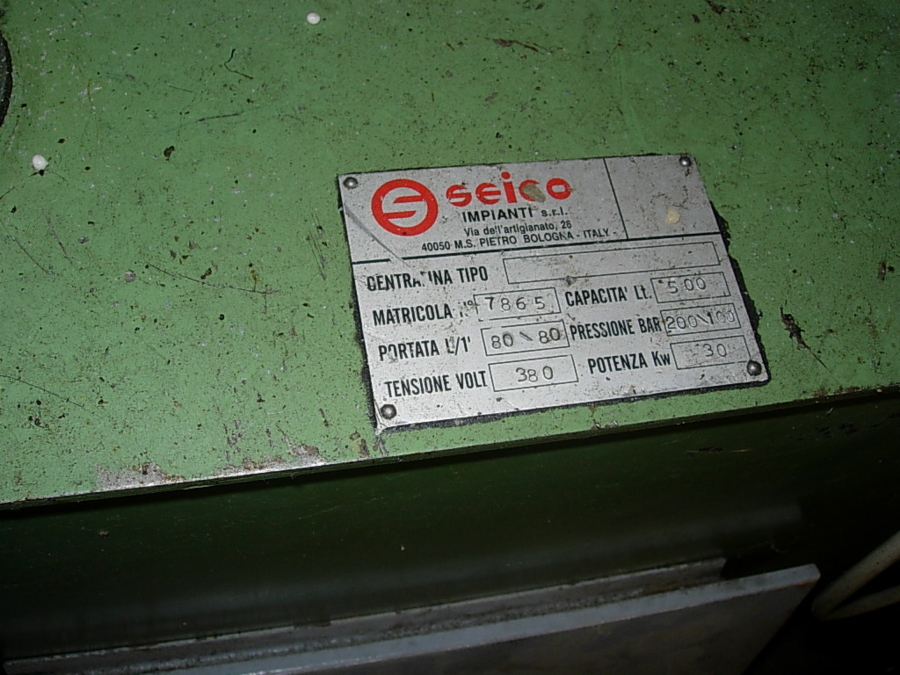 seico
IMPIANTI s.r.l.
Via dell'artigianato, 26
40050 M.S. PIETRO BOLOGNA - ITALY -
CENTRALINA TIPO
MATRICOLA N° 7865 CAPACITA' Lt. 500
PORTATA L/1' 80\80 PRESSIONE BAR 200\100
TENSIONE VOLT 380 POTENZA Kw 30